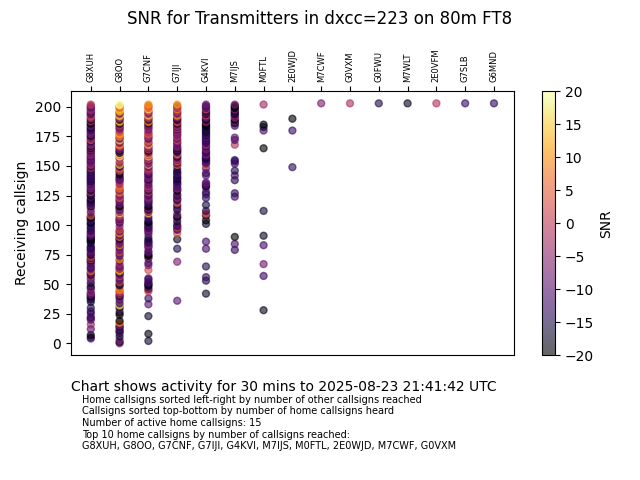 SNR for Transmitters in dxcc=223 on 80m FT8
G8XUH G8OO G7CNF G7IJI G4KVI M7IJS M0FTL 2E0WJD M7CWF G0VXM G0FWU M7WLT 2E0VFM G7SLB G6MND
200
175
150
125
100
75
50
25
0
Receiving callsign
20
15
10
5
0
−5
−10
−15
−20
SNR
Chart shows activity for 30 mins to 2025-08-23 21:41:42 UTC
Home callsigns sorted left-right by number of other callsigns reached
Callsigns sorted top-bottom by number of home callsigns heard
Number of active home callsigns: 15
Top 10 home callsigns by number of callsigns reached:
G8XUH, G8OO, G7CNF, G7IJI, G4KVI, M7IJS, M0FTL, 2E0WJD, M7CWF, G0VXM